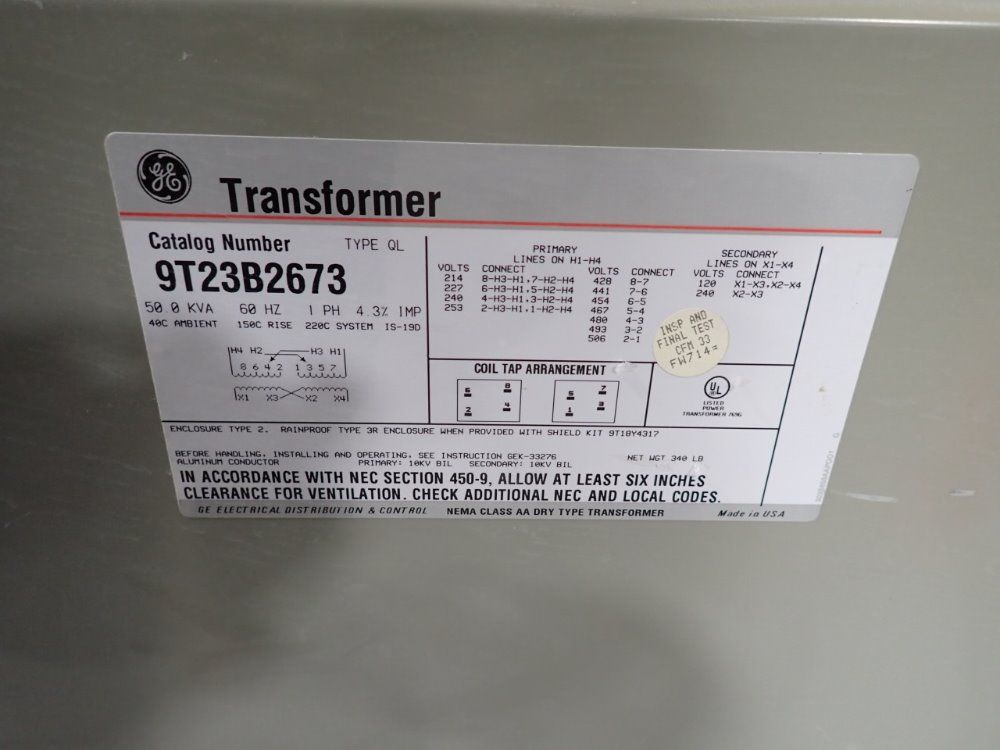 GE
Transformer
Catalog Number TYPE QL
9T23B2673
50.0 KVA 60 HZ 1 PH 4.3% IMP
40C AMBIENT 150C RISE 220C SYSTEM IS-19D
H4 H2 H3 H1
8 6 4 2 1 3 5 7
X1 X3 X2 X4
PRIMARY
LINES ON H1-H4
VOLTS CONNECT
214 8-H3-H1,7-H2-H4
227 6-H3-H1,5-H2-H4
240 4-H3-H1,3-H2-H4
253 2-H3-H1,1-H2-H4
VOLTS CONNECT
428 8-7
441 7-6
454 6-5
467 5-4
480 4-3
493 3-2
506 2-1
SECONDARY
LINES ON X1-X4
VOLTS CONNECT
120 X1-X3,X2-X4
240 X2-X3
INSP AND
FINAL TEST
CFM 33
FW714=
COIL TAP ARRANGEMENT
6 8
2 4
5 7
1 3
UL
LISTED
POWER
TRANSFORMER
ENCLOSURE TYPE 2. RAINPROOF TYPE 3R ENCLOSURE WHEN PROVIDED WITH SHIELD KIT 9T18Y4317
BEFORE HANDLING, INSTALLING AND OPERATING, SEE INSTRUCTION GEK-33276 NET WGT 340 LB
ALUMINUM CONDUCTOR PRIMARY: 10KV BIL SECONDARY: 10KV BIL
IN ACCORDANCE WITH NEC SECTION 450-9, ALLOW AT LEAST SIX INCHES
CLEARANCE FOR VENTILATION. CHECK ADDITIONAL NEC AND LOCAL CODES.
GE ELECTRICAL DISTRIBUTION & CONTROL NEMA CLASS AA DRY TYPE TRANSFORMER Made in USA